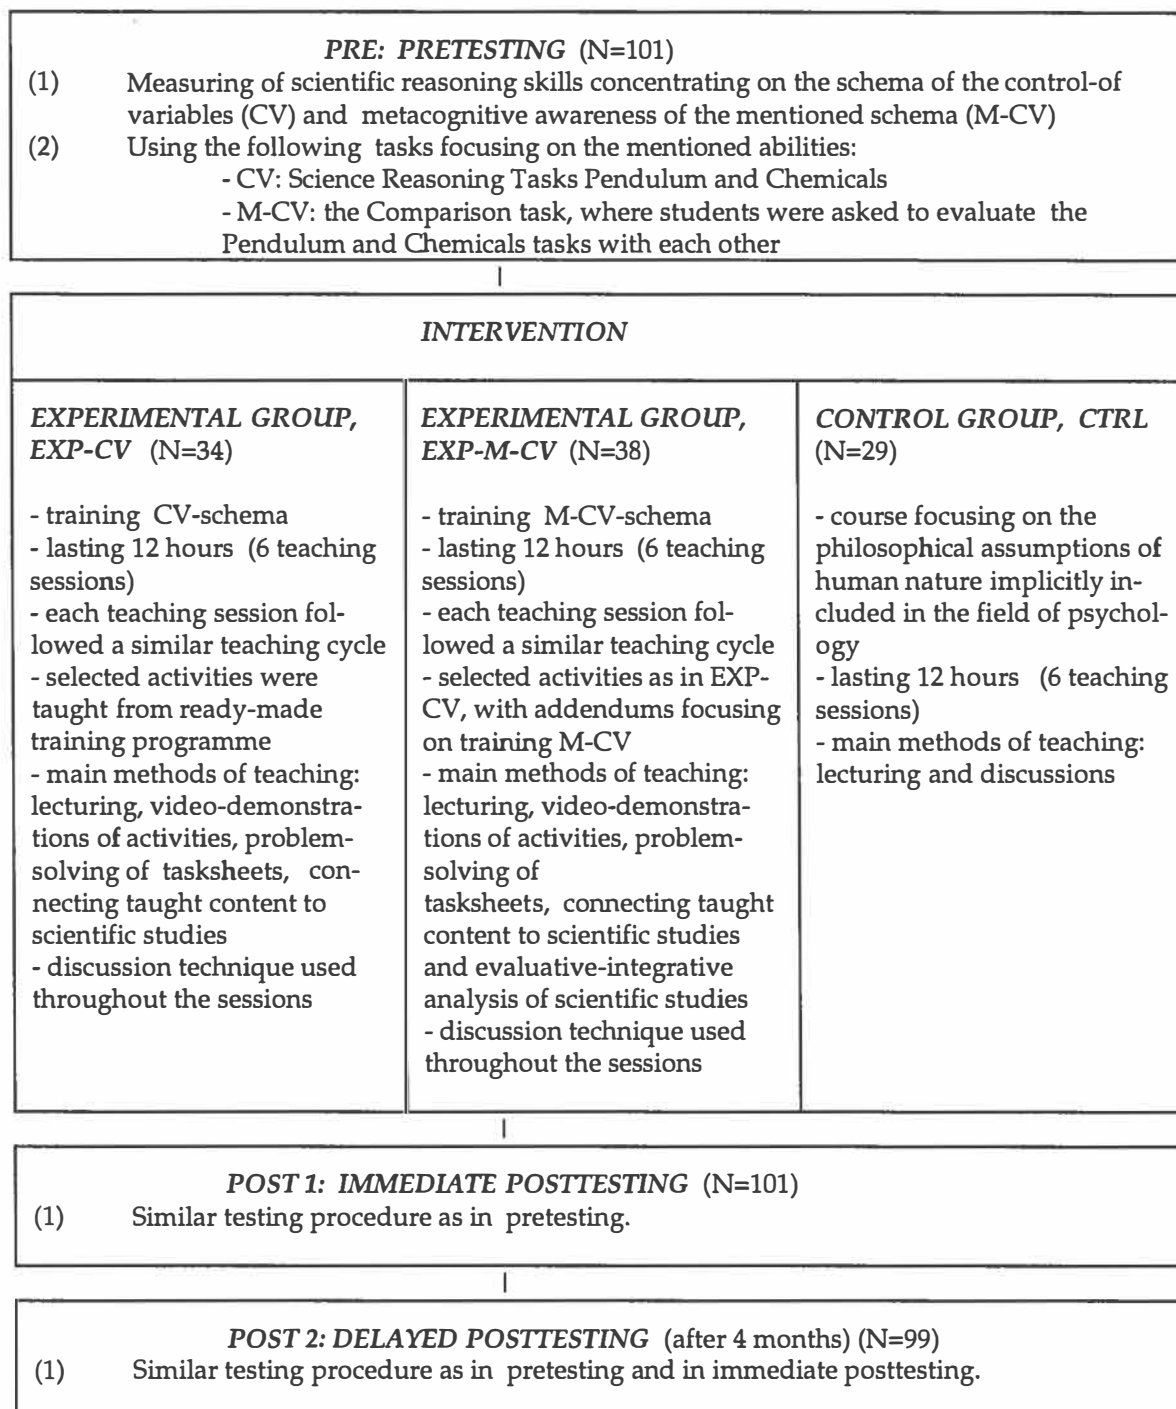 PRE: PRETESTING (N=101)
(1) Measuring of scientific reasoning skills concentrating on the schema of the control-of
variables (CV) and metacognitive awareness of the mentioned schema (M-CV)
(2) Using the following tasks focusing on the mentioned abilities:
- CV: Science Reasoning Tasks Pendulum and Chemicals
- M-CV: the Comparison task, where students were asked to evaluate the
Pendulum and Chemicals tasks with each other
INTERVENTION
EXPERIMENTAL GROUP,
EXP-CV (N=34)
- training CV-schema
- lasting 12 hours (6 teaching
sessions)
- each teaching session fol-
lowed a similar teaching cycle
- selected activities were
taught from ready-made
training programme
- main methods of teaching:
lecturing, video-demonstra-
tions of activities, problem-
solving of tasksheets, con-
necting taught content to
scientific studies
- discussion technique used
throughout the sessions
EXPERIMENTAL GROUP,
EXP-M-CV (N=38)
- training M-CV-schema
- lasting 12 hours (6 teaching
sessions)
- each teaching session fol-
lowed a similar teaching cycle
- selected activities as in EXP-
CV, with addendums focusing
on training M-CV
- main methods of teaching:
lecturing, video-demonstra-
tions of activities, problem-
solving of
tasksheets, connecting taught
content to scientific studies
and evaluative-integrative
analysis of scientific studies
- discussion technique used
throughout the sessions
CONTROL GROUP, CTRL
(N=29)
- course focusing on the
philosophical assumptions of
human nature implicitly in-
cluded in the field of psychol-
ogy
- lasting 12 hours (6 teaching
sessions)
- main methods of teaching:
lecturing and discussions
POST 1: IMMEDIATE POSTTESTING (N=101)
(1) Similar testing procedure as in pretesting.
POST 2: DELAYED POSTTESTING (after 4 months) (N=99)
(1) Similar testing procedure as in pretesting and in immediate posttesting.